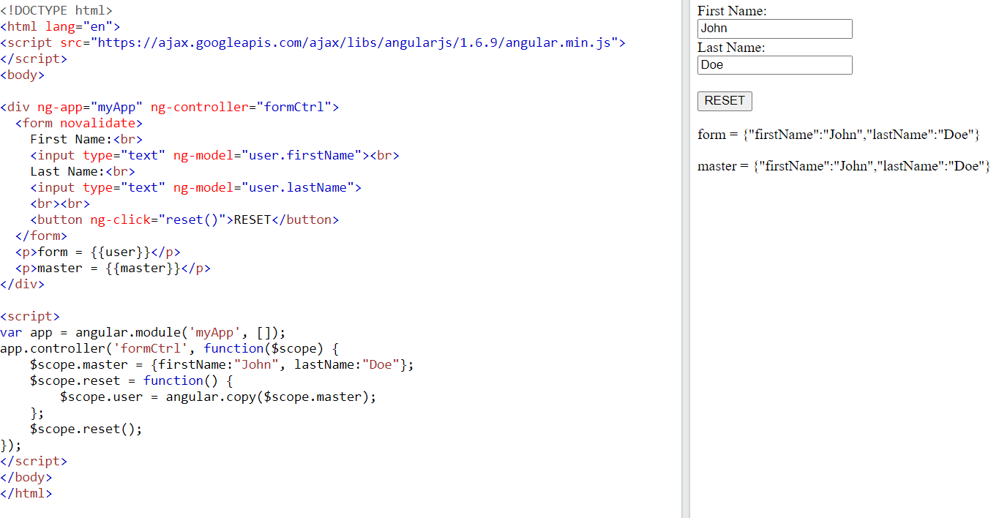 <!DOCTYPE html>
<html lang="en">
<script src="https://ajax.googleapis.com/ajax/libs/angularjs/1.6.9/angular.min.js">
</script>
<body>

<div ng-app="myApp" ng-controller="formCtrl">
  <form novalidate>
    First Name:<br>
    <input type="text" ng-model="user.firstName"><br>
    Last Name:<br>
    <input type="text" ng-model="user.lastName">
    <br><br>
    <button ng-click="reset()">RESET</button>
  </form>
  <p>form = {{user}}</p>
  <p>master = {{master}}</p>
</div>

<script>
var app = angular.module('myApp', []);
app.controller('formCtrl', function($scope) {
    $scope.master = {firstName:"John", lastName:"Doe"};
    $scope.reset = function() {
        $scope.user = angular.copy($scope.master);
    };
    $scope.reset();
});
</script>
</body>
</html>
First Name:
John
Last Name:
Doe
RESET
form = {"firstName":"John","lastName":"Doe"}
master = {"firstName":"John","lastName":"Doe"}